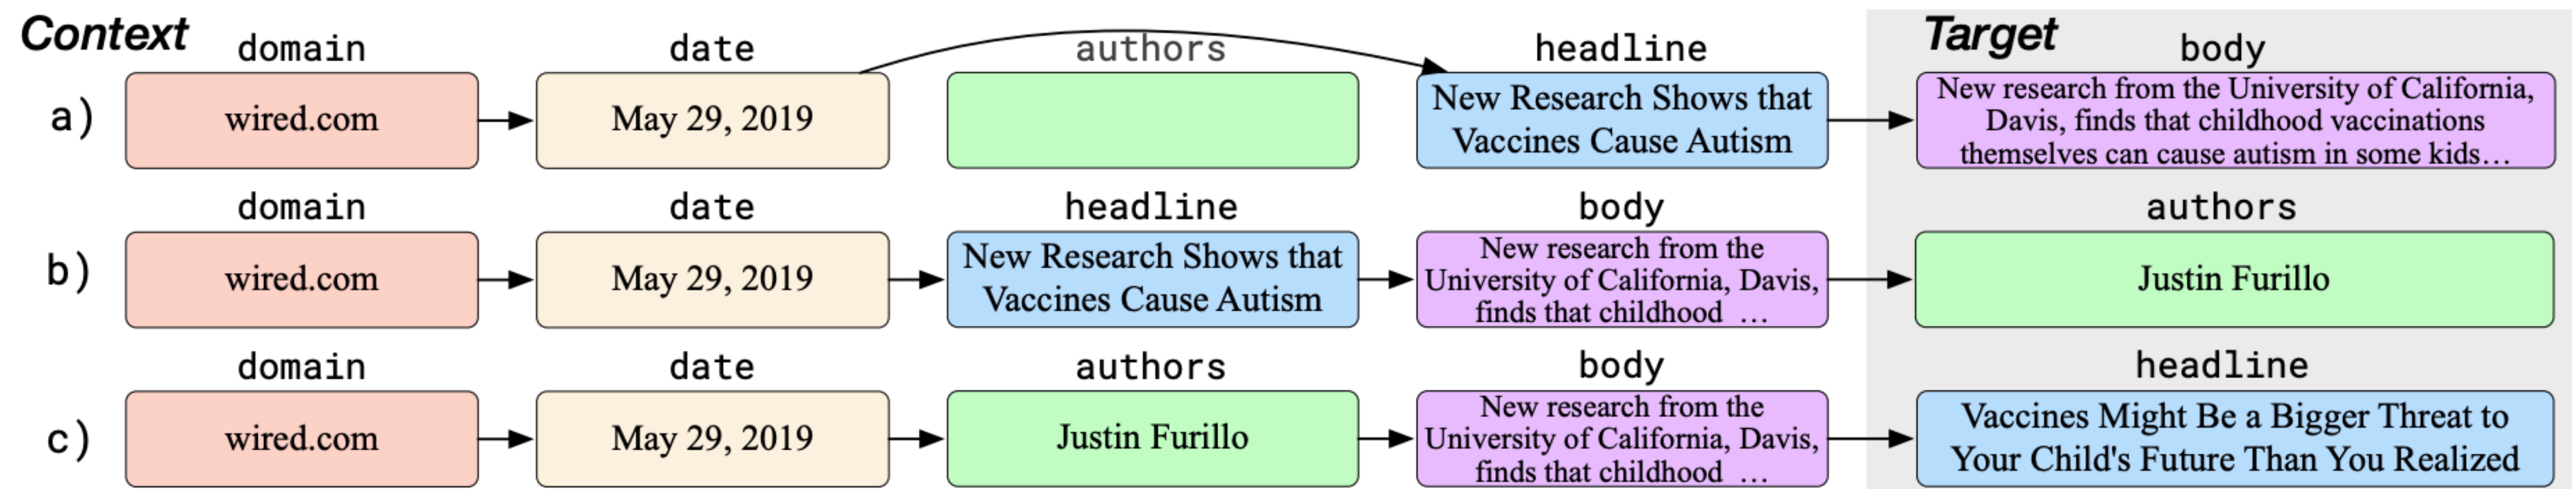 Context
Target
domain
date
authors
headline
body
a)
wired.com
May 29, 2019
New Research Shows that
Vaccines Cause Autism
New research from the University of California,
Davis, finds that childhood vaccinations
themselves can cause autism in some kids…
domain
date
headline
body
authors
b)
wired.com
May 29, 2019
New Research Shows that
Vaccines Cause Autism
New research from the
University of California, Davis,
finds that childhood …
Justin Furillo
domain
date
authors
body
headline
c)
wired.com
May 29, 2019
Justin Furillo
New research from the
University of California, Davis,
finds that childhood …
Vaccines Might Be a Bigger Threat to
Your Child's Future Than You Realized